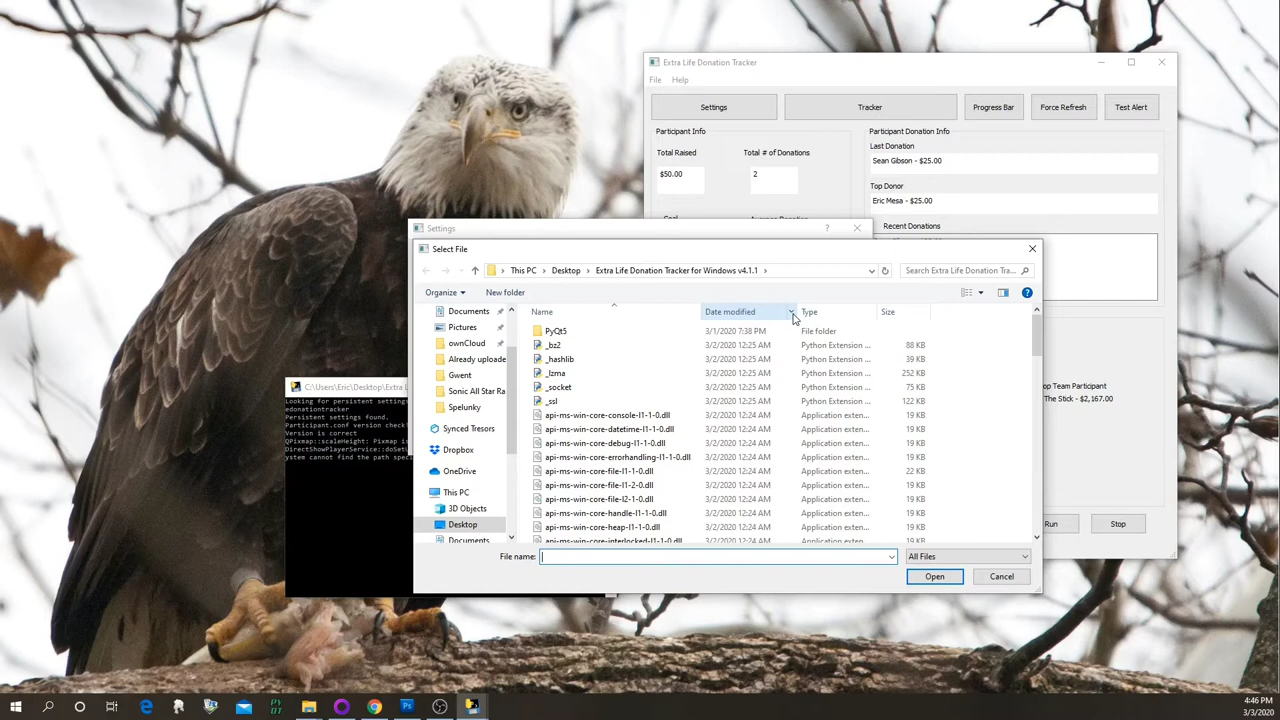 Extra Life Donation Tracker
File Help
Settings Tracker Progress Bar Force Refresh Test Alert
Participant Info Participant Donation Info
Total Raised Total # of Donations Last Donation
$50.00 2 Sean Gibson - $25.00
Top Donor
Eric Mesa - $25.00
Recent Donations
Settings ?
Select File
This PC > Desktop > Extra Life Donation Tracker for Windows v4.1.1 > Search Extra Life Donation Tra...
Organize New folder
Documents
Pictures
ownCloud
Already uploade
Gwent
Sonic All Star Ra
Spelunky
Synced Tresors
Dropbox
OneDrive
This PC
3D Objects
Desktop
Documents
Name Date modified Type Size
PyQt5 3/1/2020 7:38 PM File folder
_bz2 3/2/2020 12:25 AM Python Extension ... 88 KB
_hashlib 3/2/2020 12:25 AM Python Extension ... 39 KB
_lzma 3/2/2020 12:25 AM Python Extension ... 252 KB
_socket 3/2/2020 12:25 AM Python Extension ... 75 KB
_ssl 3/2/2020 12:25 AM Python Extension ... 122 KB
api-ms-win-core-console-l1-1-0.dll 3/2/2020 12:24 AM Application exten... 19 KB
api-ms-win-core-datetime-l1-1-0.dll 3/2/2020 12:24 AM Application exten... 19 KB
api-ms-win-core-debug-l1-1-0.dll 3/2/2020 12:24 AM Application exten... 19 KB
api-ms-win-core-errorhandling-l1-1-0.dll 3/2/2020 12:24 AM Application exten... 19 KB
api-ms-win-core-file-l1-1-0.dll 3/2/2020 12:24 AM Application exten... 22 KB
api-ms-win-core-file-l1-2-0.dll 3/2/2020 12:24 AM Application exten... 19 KB
api-ms-win-core-file-l2-1-0.dll 3/2/2020 12:24 AM Application exten... 19 KB
api-ms-win-core-handle-l1-1-0.dll 3/2/2020 12:24 AM Application exten... 19 KB
api-ms-win-core-heap-l1-1-0.dll 3/2/2020 12:24 AM Application exten... 19 KB
api-ms-win-core-interlocked-l1-1-0.dll 3/2/2020 12:24 AM Application exten... 19 KB
File name: All Files
Open Cancel
C:\Users\Eric\Desktop\Extra L
Looking for persistent setting
edonationtracker
Persistent settings found.
Participant.conf version check
Version is correct
QPixmap::scaleHeight: Pixmap i
DirectShowPlayerService::doSet
ystem cannot find the path spec
op Team Participant
The Stick - $2,167.00
Run Stop
4:46 PM
3/3/2020